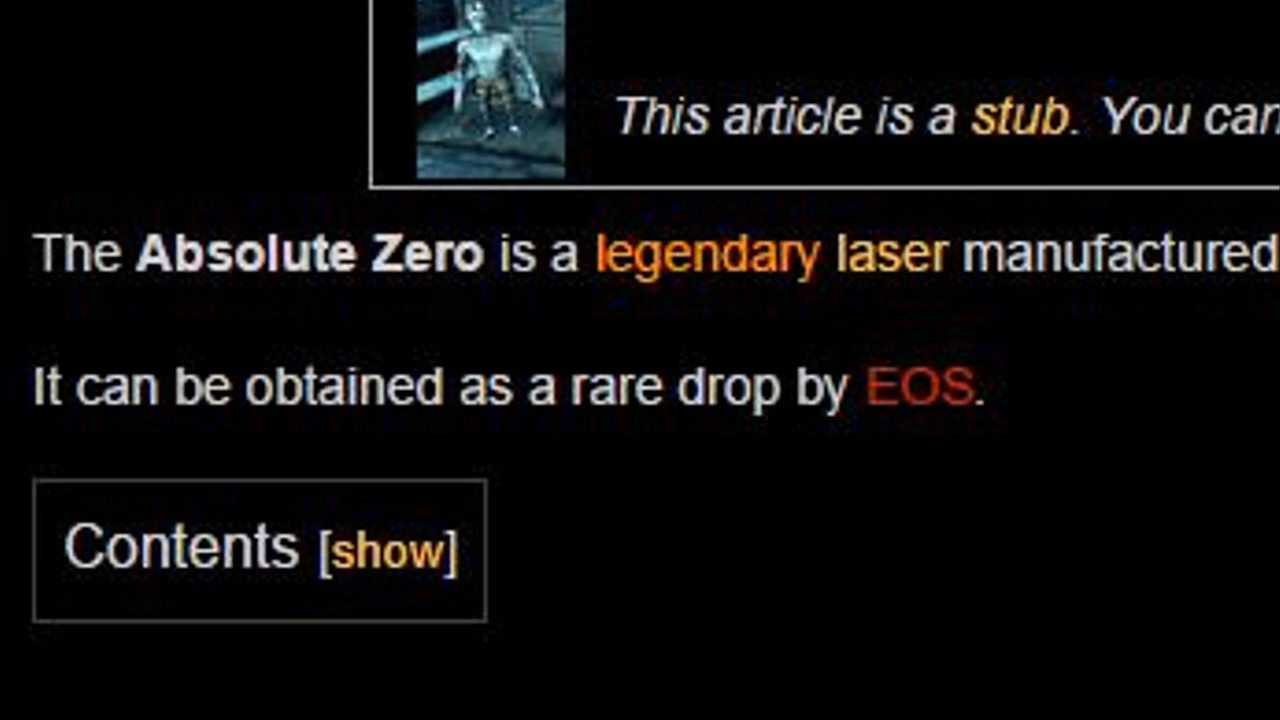 This article is a stub. You can
The Absolute Zero is a legendary laser manufactured
It can be obtained as a rare drop by EOS.
Contents [show]